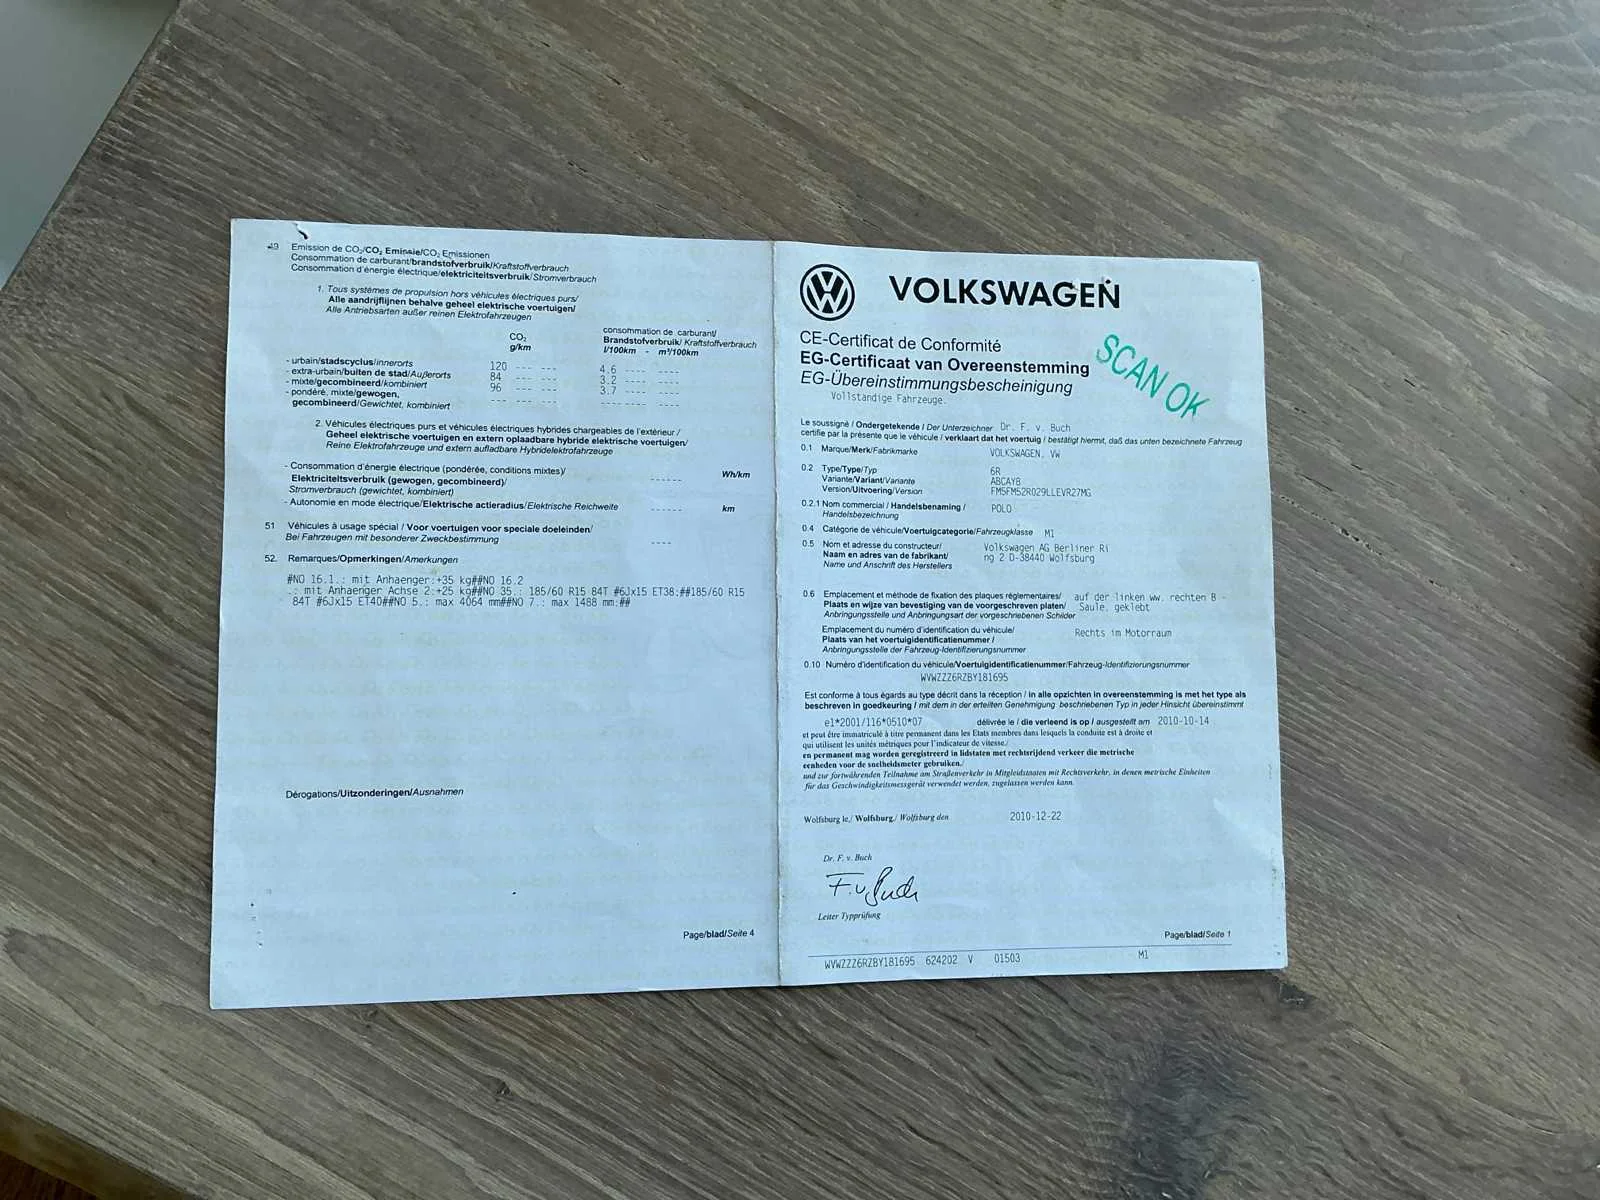 49 Emission de CO₂/CO₂ Emissie/CO₂ Emissionen
Consommation de carburant/brandstofverbruik/Kraftstoffverbrauch
Consommation d'énergie électrique/elektriciteitsverbruik/Stromverbrauch
1. Tous systèmes de propulsion hors véhicules électriques purs/
Alle aandrijflijnen behalve geheel elektrische voertuigen/
Alle Antriebsarten außer reinen Elektrofahrzeugen
CO₂ g/km
consommation de carburant/
Brandstofverbruik/ Kraftstoffverbrauch
l/100km - m³/100km
- urbain/stadscyclus/innerorts 120 --- --- 4.6 ---- ----
- extra-urbain/buiten de stad/Außerorts 84 --- --- 3.2 ---- ----
- mixte/gecombineerd/kombiniert 96 --- --- 3.7 ---- ----
- pondéré, mixte/gewogen,
gecombineerd/Gewichtet, kombiniert --- --- --- ---- ---- ----
2. Véhicules électriques purs et véhicules électriques hybrides chargeables de l'extérieur /
Geheel elektrische voertuigen en extern oplaadbare hybride elektrische voertuigen/
Reine Elektrofahrzeuge und extern aufladbare Hybridelektrofahrzeuge
- Consommation d'énergie électrique (pondérée, conditions mixtes)/
Elektriciteitsverbruik (gewogen, gecombineerd)/ ------ Wh/km
Stromverbrauch (gewichtet, kombiniert)
- Autonomie en mode électrique/Elektrische actieradius/Elektrische Reichweite ------ km
51 Véhicules à usage spécial / Voor voertuigen voor speciale doeleinden/
Bei Fahrzeugen mit besonderer Zweckbestimmung ----
52. Remarques/Opmerkingen/Anmerkungen
#NO 16.1.: mit Anhaenger:+35 kg##NO 16.2
.: mit Anhaenger Achse 2:+25 kg##NO 35.: 185/60 R15 84T #6Jx15 ET38:##185/60 R15
84T #6Jx15 ET40##NO 5.: max 4064 mm##NO 7.: max 1488 mm:##
Dérogations/Uitzonderingen/Ausnahmen
Page/blad/Seite 4
VOLKSWAGEN
CE-Certificat de Conformité
EG-Certificaat van Overeenstemming
EG-Übereinstimmungsbescheinigung
Vollständige Fahrzeuge.
SCAN OK
Le soussigné / Ondergetekende / Der Unterzeichner Dr. F. v. Buch
certifie par la présente que le véhicule / verklaart dat het voertuig / bestätigt hiermit, daß das unten bezeichnete Fahrzeug
0.1 Marque/Merk/Fabrikmarke VOLKSWAGEN, VW
0.2 Type/Type/Typ 6R
Variante/Variant/Variante ABCAYB
Version/Uitvoering/Version FM5FM52R029LLEVR27MG
0.2.1 Nom commercial / Handelsbenaming / POLO
Handelsbezeichnung
0.4 Catégorie de véhicule/Voertuigcategorie/Fahrzeugklasse M1
0.5 Nom et adresse du constructeur/ Volkswagen AG Berliner Ri
Naam en adres van de fabrikant/ ng 2 D-38440 Wolfsburg
Name und Anschrift des Herstellers
0.6 Emplacement et méthode de fixation des plaques réglementaires/ auf der linken ww. rechten B -
Plaats en wijze van bevestiging van de voorgeschreven platen/ Säule, geklebt
Anbringungsstelle und Anbringungsart der vorgeschriebenen Schilder
Emplacement du numéro d'identification du véhicule/ Rechts im Motorraum
Plaats van het voertuigidentificatienummer /
Anbringungsstelle der Fahrzeug-Identifizierungsnummer
0.10 Numéro d'identification du véhicule/Voertuigidentificatienummer/Fahrzeug-Identifizierungsnummer
WVWZZZ6RZBY181695
Est conforme à tous égards au type décrit dans la réception / in alle opzichten in overeenstemming is met het type als
beschreven in goedkeuring / mit dem in der erteilten Genehmigung beschriebenen Typ in jeder Hinsicht übereinstimmt
e1*2001/116*0510*07 délivrée le / die verleend is op / ausgestellt am 2010-10-14
et peut être immatriculé à titre permanent dans les Etats membres dans lesquels la conduite est à droite et
qui utilisent les unités métriques pour l'indicateur de vitesse./
en permanent mag worden geregistreerd in lidstaten met rechtsrijdend verkeer die metrische
eenheden voor de snelheidsmeter gebruiken./
und zur fortwährenden Teilnahme am Straßenverkehr in Mitgliedstaaten mit Rechtsverkehr, in denen metrische Einheiten
für das Geschwindigkeitsmessgerät verwendet werden, zugelassen werden kann.
Wolfsburg le,/ Wolfsburg,/ Wolfsburg den 2010-12-22
Dr. F. v. Buch
F. v. Buch
Leiter Typprüfung
Page/blad/Seite 1
WVWZZZ6RZBY181695 624202 V 01503 M1